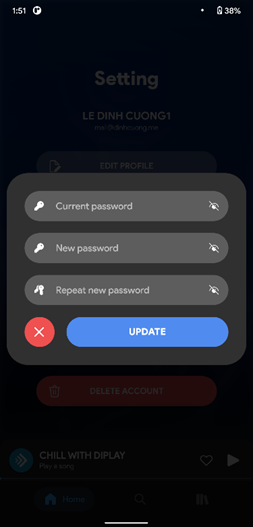 1:51
38%
Setting
LE DINH CUONG1
EDIT PROFILE
Current password
New password
Repeat new password
UPDATE
DELETE ACCOUNT
CHILL WITH DIPLAY
Play a song
Home